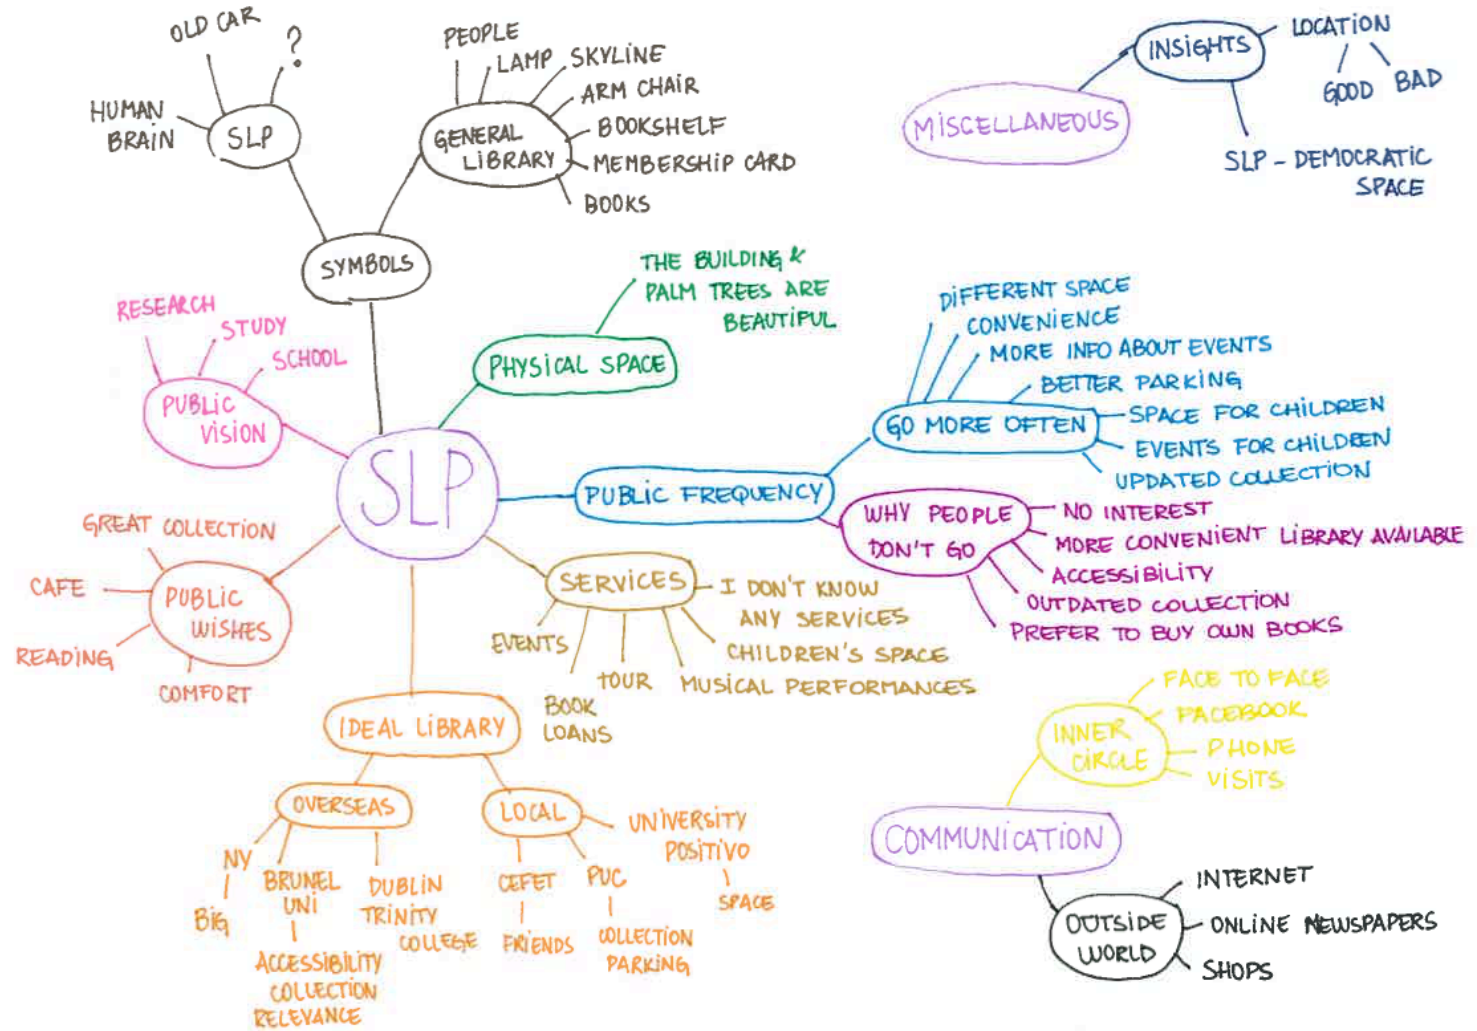 OLD CAR
?
HUMAN
BRAIN
SLP
PEOPLE
LAMP
SKYLINE
ARM CHAIR
BOOKSHELF
MEMBERSHIP CARD
BOOKS
GENERAL
LIBRARY
SYMBOLS
MISCELLANEOUS
INSIGHTS
LOCATION
GOOD
BAD
SLP - DEMOCRATIC
SPACE
THE BUILDING &
PALM TREES ARE
BEAUTIFUL
PHYSICAL SPACE
RESEARCH
STUDY
SCHOOL
PUBLIC
VISION
SLP
DIFFERENT SPACE
CONVENIENCE
MORE INFO ABOUT EVENTS
BETTER PARKING
SPACE FOR CHILDREN
EVENTS FOR CHILDREN
UPDATED COLLECTION
GO MORE OFTEN
PUBLIC FREQUENCY
WHY PEOPLE
DON'T GO
NO INTEREST
MORE CONVENIENT LIBRARY AVAILABLE
ACCESSIBILITY
OUTDATED COLLECTION
PREFER TO BUY OWN BOOKS
GREAT COLLECTION
CAFE
READING
COMFORT
PUBLIC
WISHES
SERVICES
I DON'T KNOW
ANY SERVICES
CHILDREN'S SPACE
MUSICAL PERFORMANCES
TOUR
BOOK
LOANS
EVENTS
IDEAL LIBRARY
OVERSEAS
NY
BIG
BRUNEL
UNI
ACCESSIBILITY
COLLECTION
RELEVANCE
DUBLIN
TRINITY
COLLEGE
LOCAL
CEFET
FRIENDS
PUC
COLLECTION
PARKING
UNIVERSITY
POSITIVO
SPACE
FACE TO FACE
FACEBOOK
PHONE
VISITS
INNER
CIRCLE
COMMUNICATION
OUTSIDE
WORLD
INTERNET
ONLINE NEWSPAPERS
SHOPS